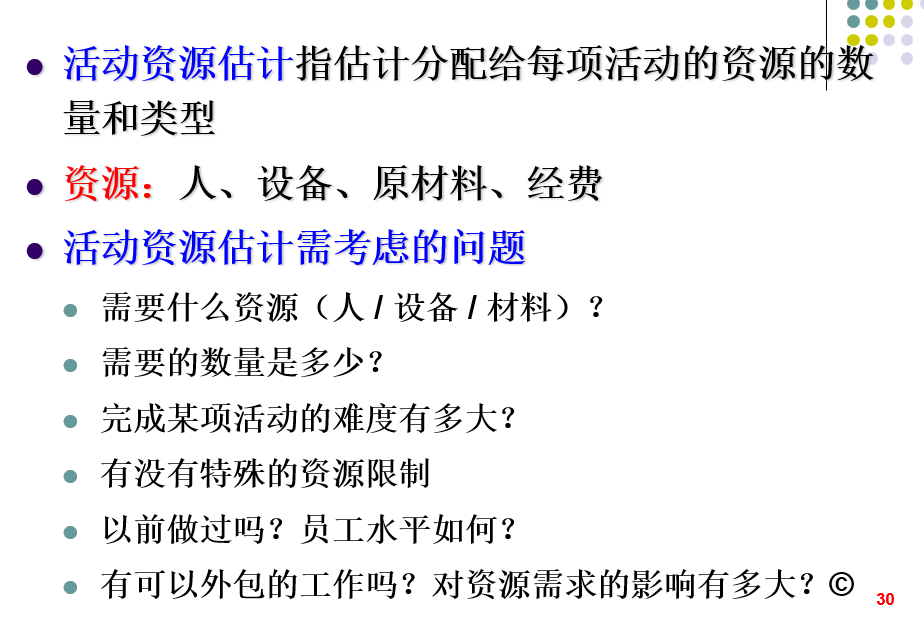 活动资源估计指估计分配给每项活动的资源的数
量和类型
资源：人、设备、原材料、经费
活动资源估计需考虑的问题
需要什么资源（人 / 设备 / 材料）？
需要的数量是多少？
完成某项活动的难度有多大？
有没有特殊的资源限制
以前做过吗？员工水平如何？
有可以外包的工作吗？对资源需求的影响有多大？©
30